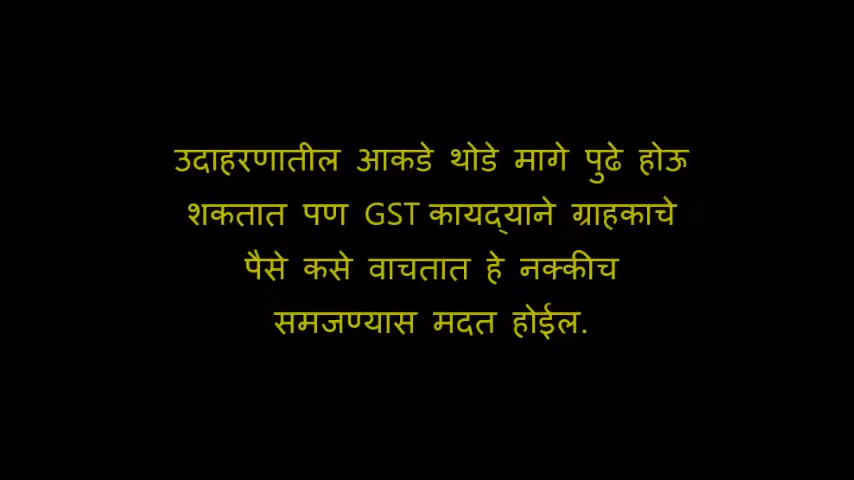 उदाहरणातील आकडे थोडे मागे पुढे होऊ
शकतात पण GST कायद्याने ग्राहकाचे
पैसे कसे वाचतात हे नक्कीच
समजण्यास मदत होईल.